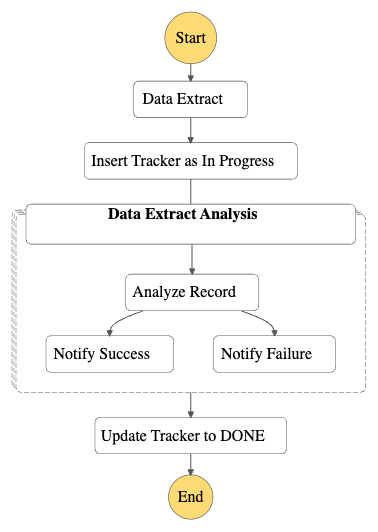 Start
Data Extract
Insert Tracker as In Progress
Data Extract Analysis
Analyze Record
Notify Success
Notify Failure
Update Tracker to DONE
End